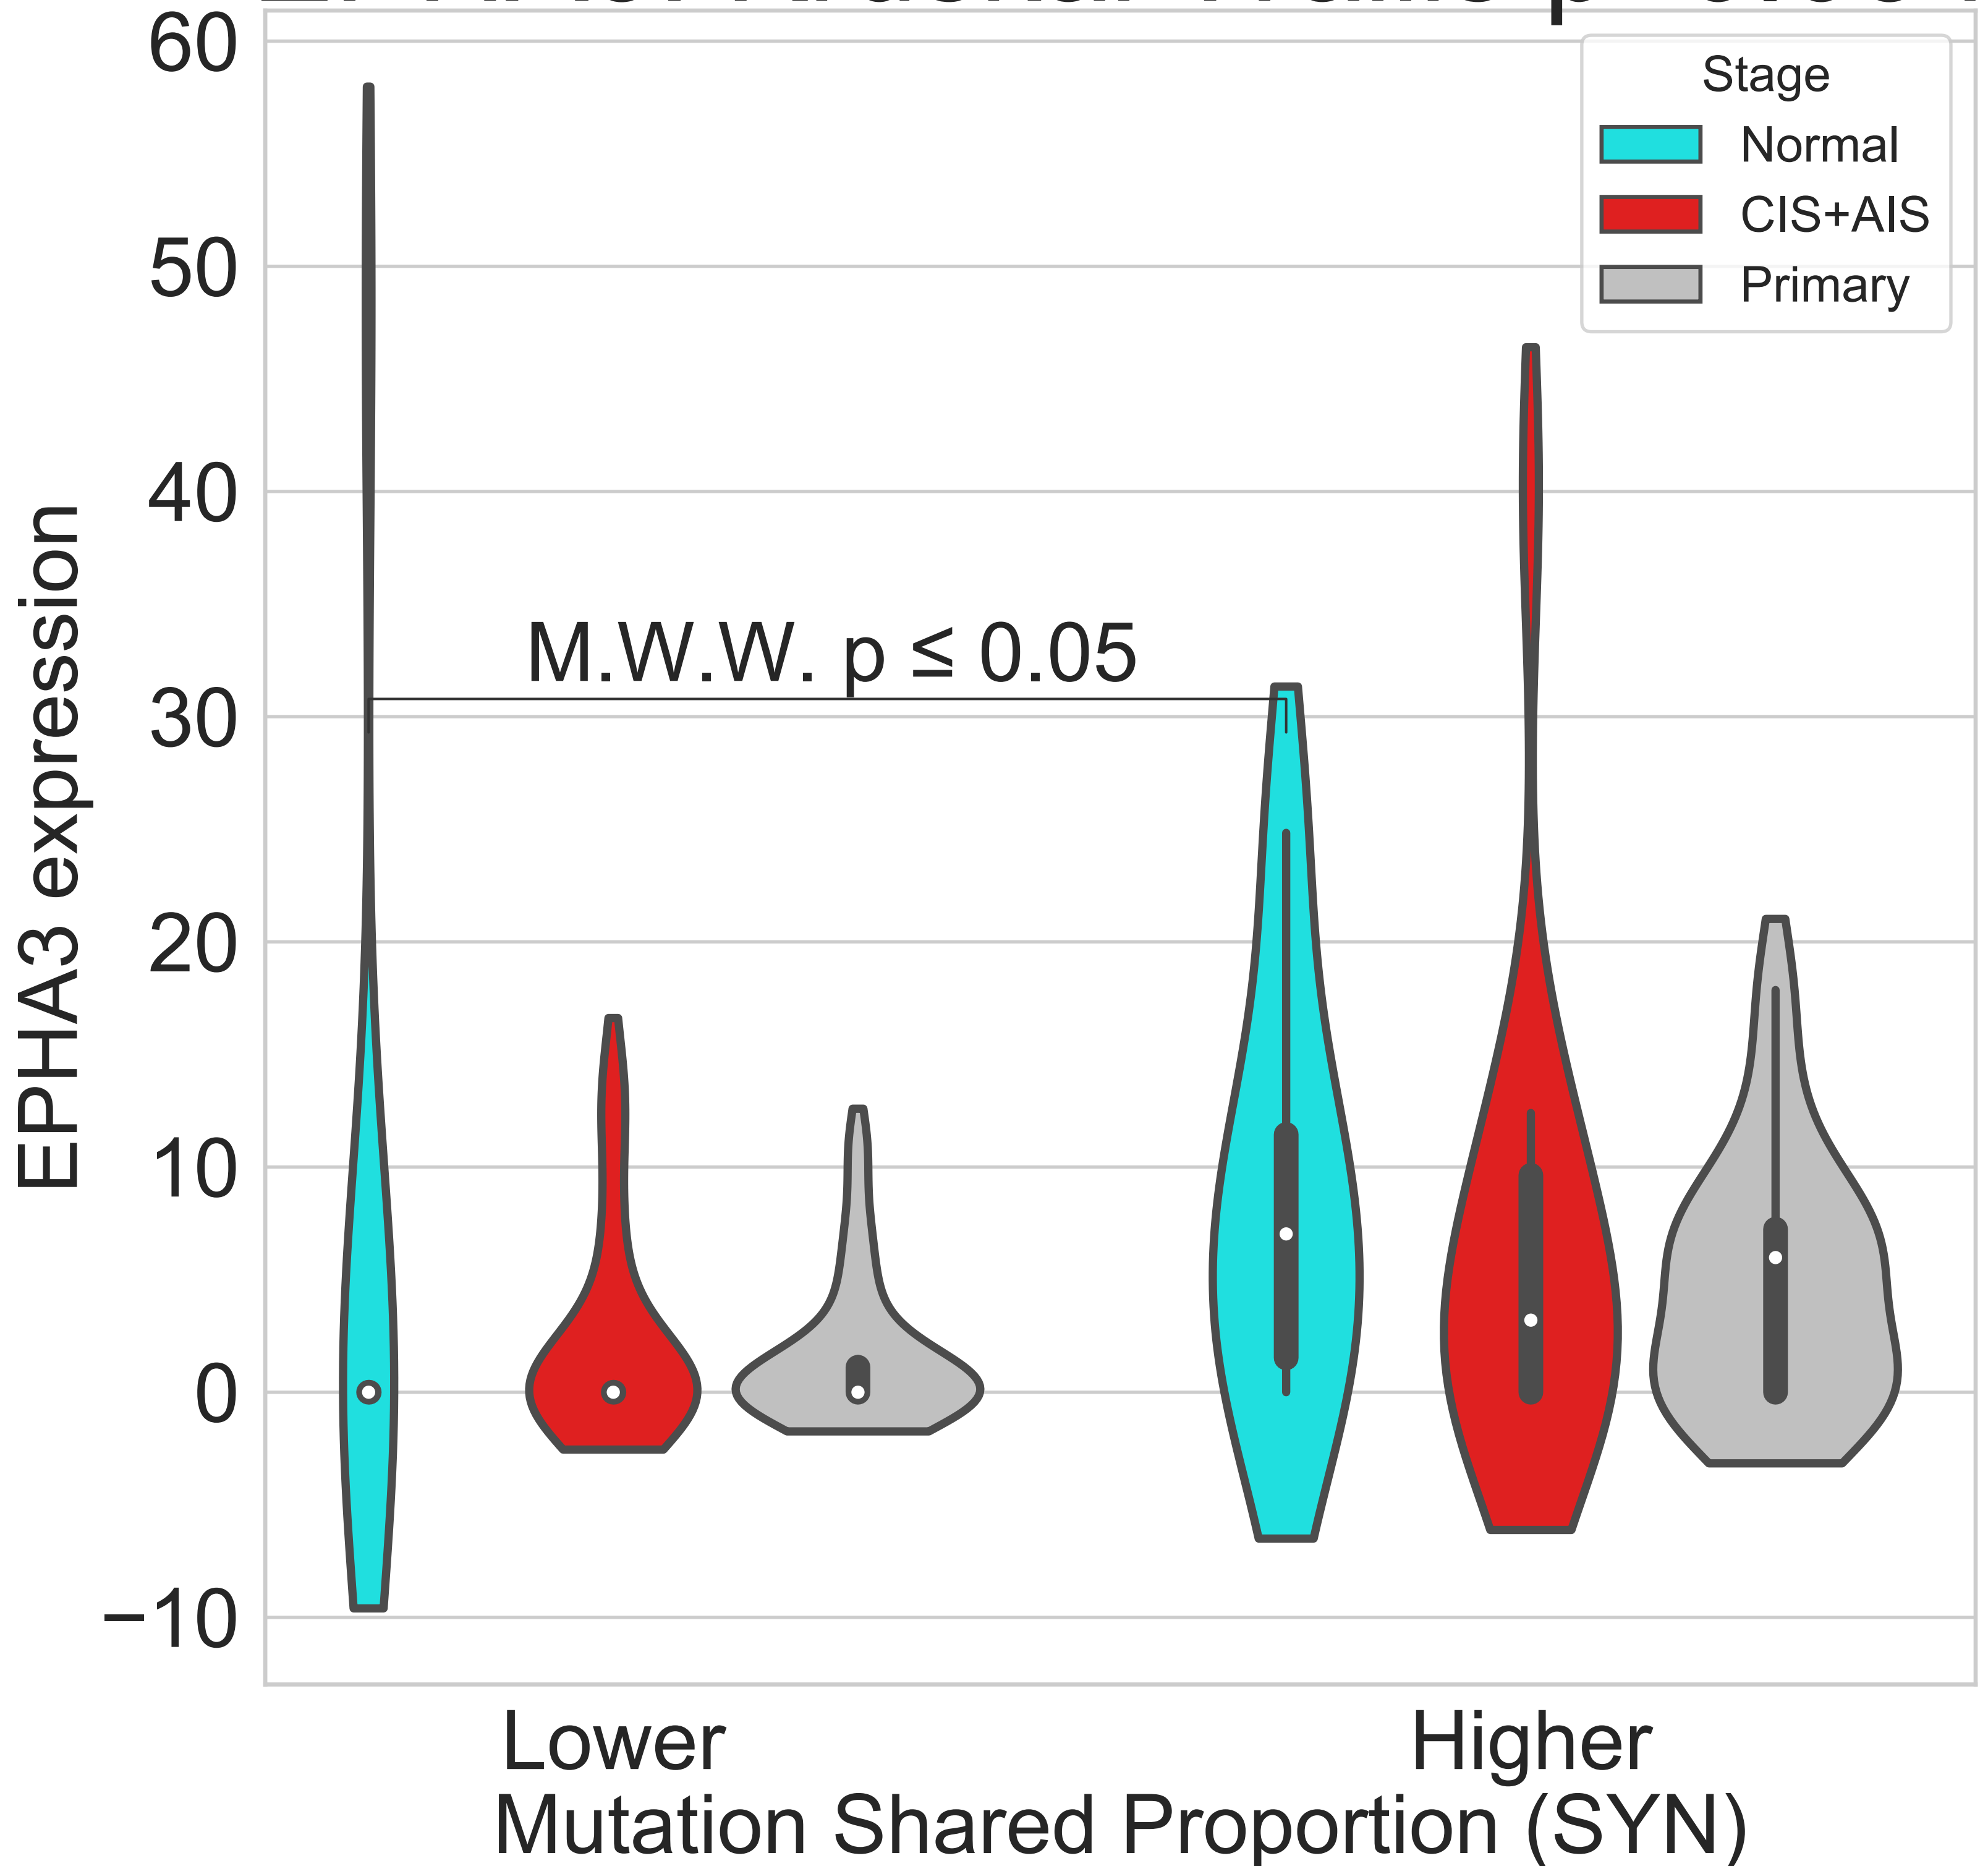 60
50
40
30
20
10
0
−10
EPHA3 expression
Stage
Normal
CIS+AIS
Primary
M.W.W. p ≤ 0.05
Lower
Higher
Mutation Shared Proportion (SYN)